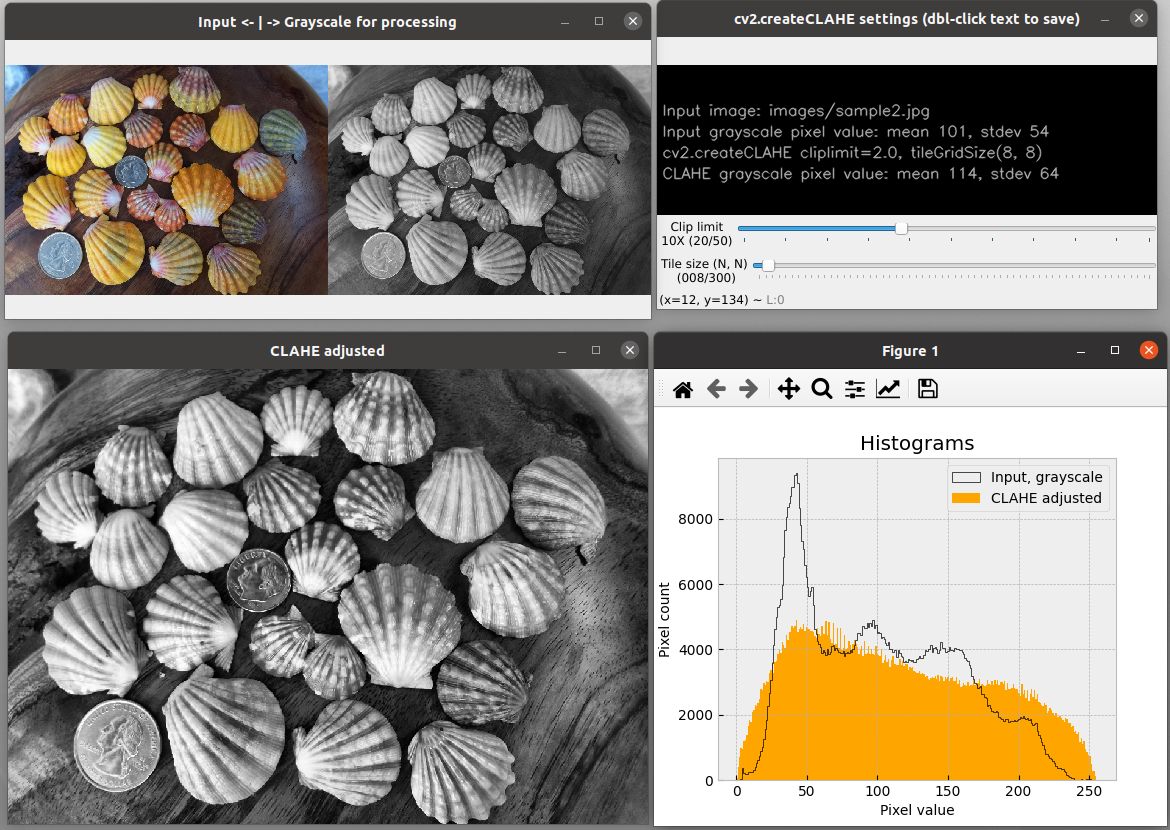 Input <- | -> Grayscale for processing
cv2.createCLAHE settings (dbl-click text to save)
Input image: images/sample2.jpg
Input grayscale pixel value: mean 101, stdev 54
cv2.createCLAHE cliplimit=2.0, tileGridSize(8, 8)
CLAHE grayscale pixel value: mean 114, stdev 64
Clip limit
10X (20/50)
Tile size (N, N)
(008/300)
(x=12, y=134) ~ L:0
CLAHE adjusted
Figure 1
Histograms
Input, grayscale
CLAHE adjusted
Pixel count
8000
6000
4000
2000
0
0 50 100 150 200 250
Pixel value